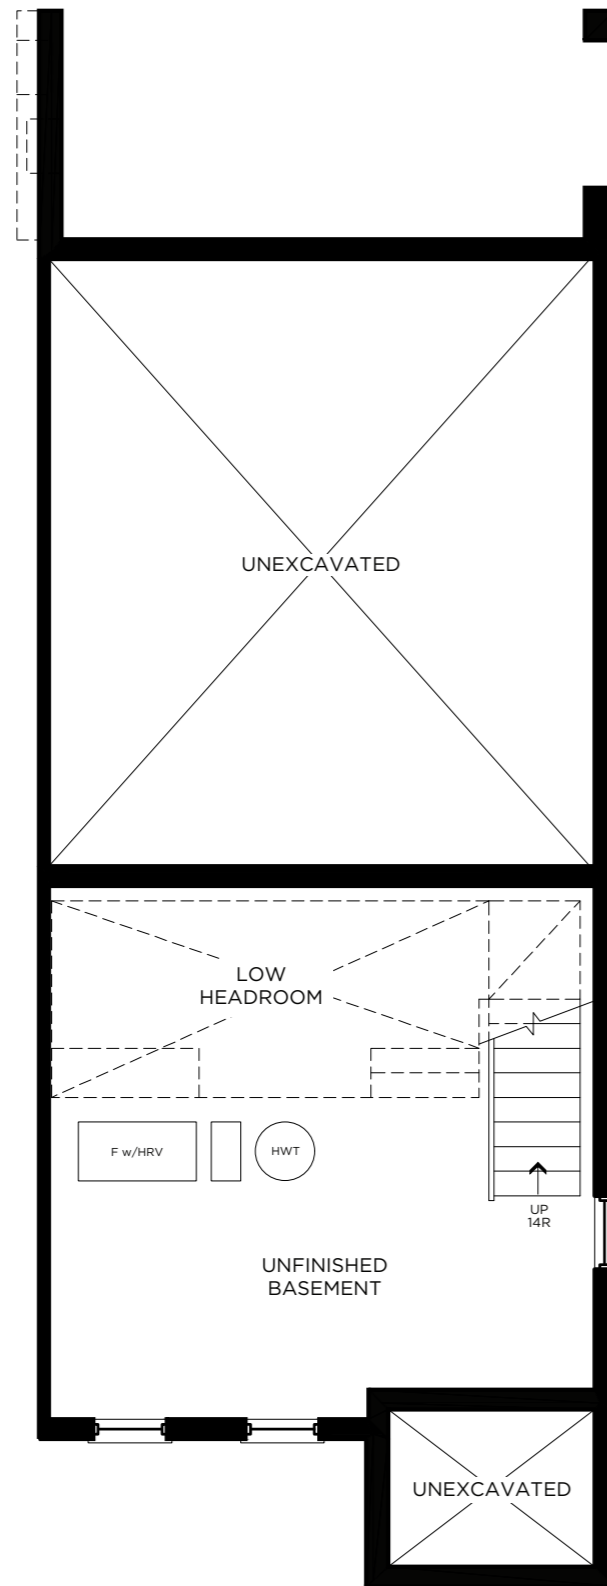 UNEXCAVATED
LOW
HEADROOM
F w/HRV
HWT
UP
14R
UNFINISHED
BASEMENT
UNEXCAVATED